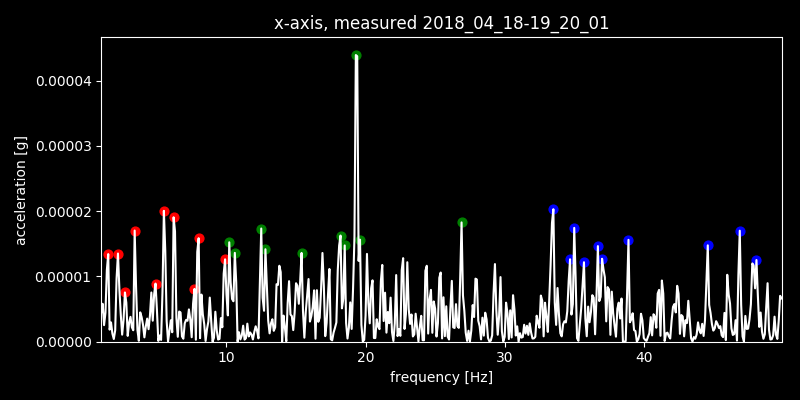 x-axis, measured 2018_04_18-19_20_01
0.00004
0.00003
0.00002
0.00001
0.00000
acceleration [g]
10 20 30 40
frequency [Hz]